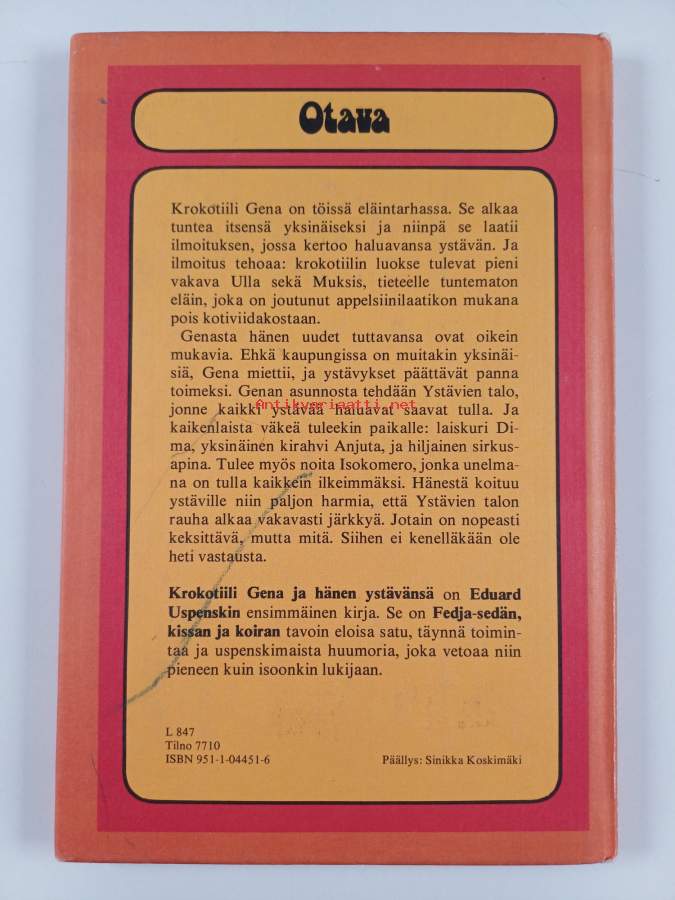 Otava
Krokotiili Gena on töissä eläintarhassa. Se alkaa
tuntea itsensä yksinäiseksi ja niinpä se laatii
ilmoituksen, jossa kertoo haluavansa ystävän. Ja
ilmoitus tehoaa: krokotiilin luokse tulevat pieni
vakava Ulla sekä Muksis, tieteelle tuntematon
eläin, joka on joutunut appelsiinilaatikon mukana
pois kotiviidakostaan.
Genasta hänen uudet tuttavansa ovat oikein
mukavia. Ehkä kaupungissa on muitakin yksinäi-
siä, Gena miettii, ja ystävykset päättävät panna
toimeksi. Genan asunnosta tehdään Ystävien talo,
Antikvariaatti.net
jonne kaikki ystävää haluavat saavat tulla. Ja
kaikenlaista väkeä tuleekin paikalle: laiskuri Di-
ma, yksinäinen kirahvi Anjuta, ja hiljainen sirkus-
apina. Tulee myös noita Isokomero, jonka unelma-
na on tulla kaikkein ilkeimmäksi. Hänestä koituu
ystäville niin paljon harmia, että Ystävien talon
rauha alkaa vakavasti järkkyä. Jotain on nopeasti
keksittävä, mutta mitä. Siihen ei kenelläkään ole
heti vastausta.
Krokotiili Gena ja hänen ystävänsä on Eduard
Uspenskin ensimmäinen kirja. Se on Fedja-sedän,
kissan ja koiran tavoin eloisa satu, täynnä toimin-
taa ja uspenskimaista huumoria, joka vetoaa niin
pieneen kuin isoonkin lukijaan.
L 847
Tilno 7710
ISBN 951-1-04451-6
Päällys: Sinikka Koskimäki